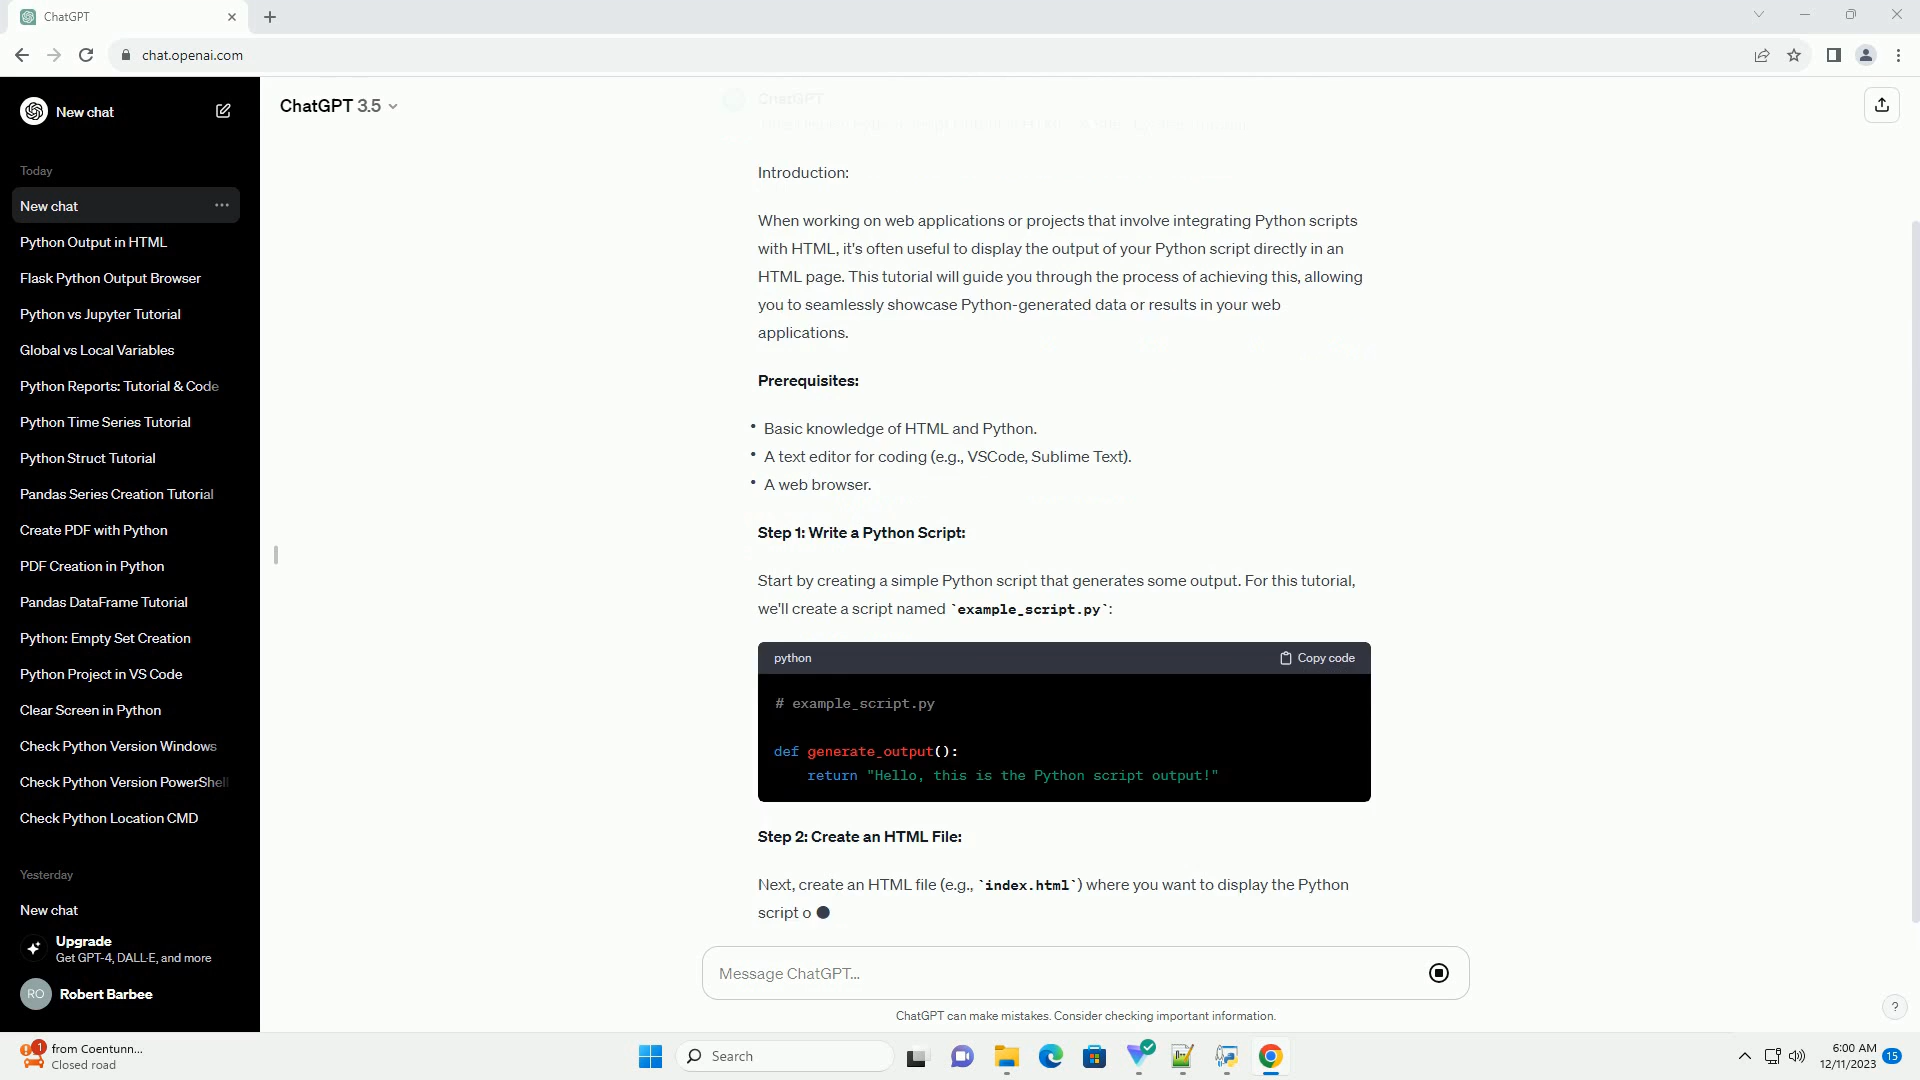 ChatGPT
chat.openai.com
New chat
ChatGPT 3.5
Today
New chat
Python Output in HTML
Flask Python Output Browser
Python vs Jupyter Tutorial
Global vs Local Variables
Python Reports: Tutorial & Code
Python Time Series Tutorial
Python Struct Tutorial
Pandas Series Creation Tutorial
Create PDF with Python
PDF Creation in Python
Pandas DataFrame Tutorial
Python: Empty Set Creation
Python Project in VS Code
Clear Screen in Python
Check Python Version Windows
Check Python Version PowerShell
Check Python Location CMD
Yesterday
New chat
Upgrade
Get GPT-4, DALL·E, and more
RO
Robert Barbee
ChatGPT
Introduction:
When working on web applications or projects that involve integrating Python scripts
with HTML, it's often useful to display the output of your Python script directly in an
HTML page. This tutorial will guide you through the process of achieving this, allowing
you to seamlessly showcase Python-generated data or results in your web
applications.
Prerequisites:
• Basic knowledge of HTML and Python.
• A text editor for coding (e.g., VSCode, Sublime Text).
• A web browser.
Step 1: Write a Python Script:
Start by creating a simple Python script that generates some output. For this tutorial,
we'll create a script named `example_script.py`:
python
Copy code
# example_script.py
def generate_output():
return "Hello, this is the Python script output!"
Step 2: Create an HTML File:
Next, create an HTML file (e.g., `index.html`) where you want to display the Python
script o
Message ChatGPT...
ChatGPT can make mistakes. Consider checking important information.
?
1
from Coentunn...
Closed road
Search
6:00 AM
12/11/2023
15